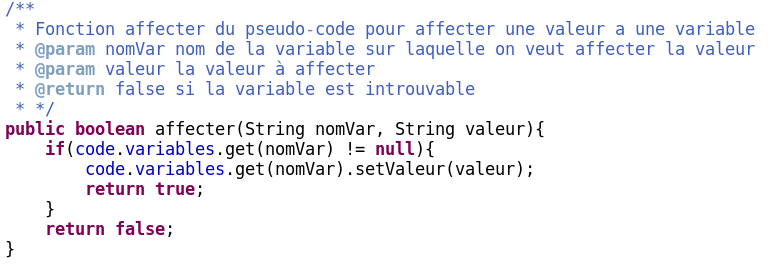 /**
 * Fonction affecter du pseudo-code pour affecter une valeur a une variable
 * @param nomVar nom de la variable sur laquelle on veut affecter la valeur
 * @param valeur la valeur à affecter
 * @return false si la variable est introuvable
 * */
public boolean affecter(String nomVar, String valeur){
    if(code.variables.get(nomVar) != null){
        code.variables.get(nomVar).setValeur(valeur);
        return true;
    }
    return false;
}